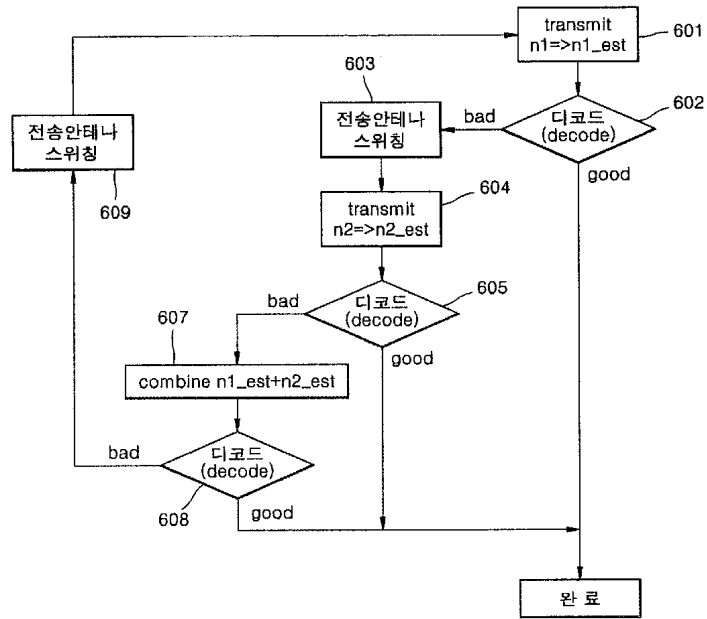 transmit
n1=>n1_est
601
디코드
(decode)
602
bad
good
603
전송안테나
스위칭
전송안테나
스위칭
609
604
transmit
n2=>n2_est
디코드
(decode)
605
bad
good
607
combine n1_est+n2_est
디코드
(decode)
bad
608
good
완 료